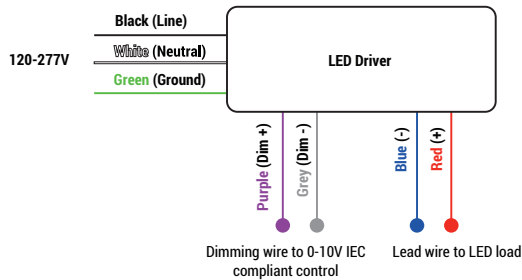 Black (Line)
White (Neutral)
120-277V
Green (Ground)
LED Driver
Purple (Dim +)
Grey (Dim -)
Blue (-)
Red (+)
Dimming wire to 0-10V IEC
compliant control
Lead wire to LED load